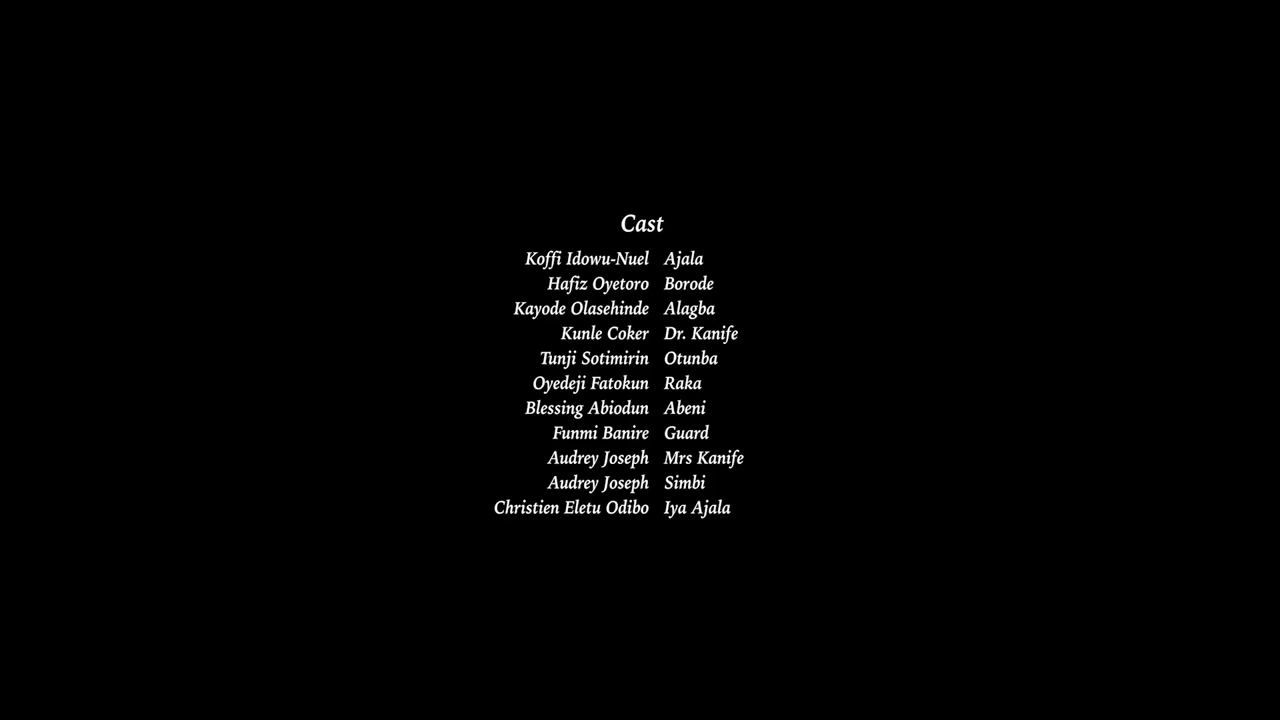 Cast
Koffi Idowu-Nuel Ajala
Hafiz Oyetoro Borode
Kayode Olasehinde Alagba
Kunle Coker Dr. Kanife
Tunji Sotimirin Otunba
Oyedeji Fatokun Raka
Blessing Abiodun Abeni
Funmi Banire Guard
Audrey Joseph Mrs Kanife
Audrey Joseph Simbi
Christien Eletu Odibo Iya Ajala